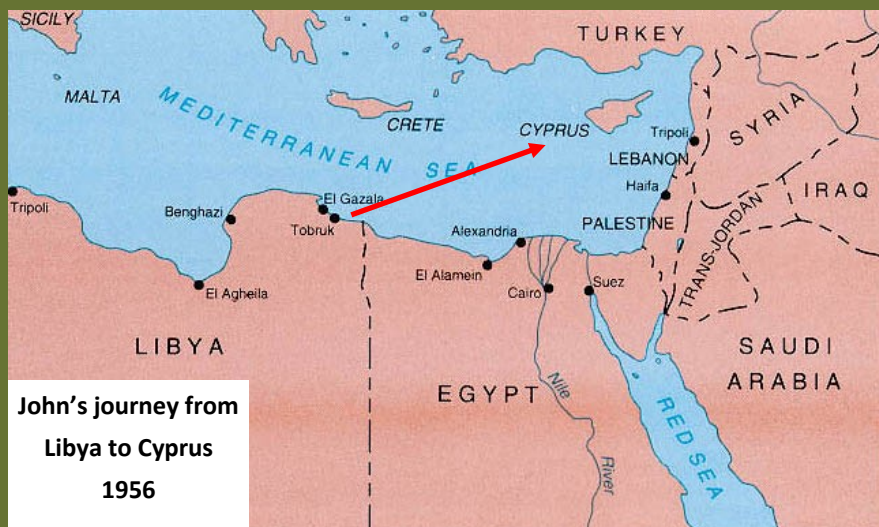 SICILY
TURKEY
MALTA
MEDITERRANEAN SEA
CRETE
CYPRUS
Tripoli
SYRIA
LEBANON
Haifa
IRAQ
El Gazala
Tripoli
Benghazi
Tobruk
PALESTINE
Alexandria
TRANS-JORDAN
El Alamein
Suez
El Agheila
Cairo
LIBYA
SAUDI
ARABIA
EGYPT
Nile
River
RED SEA
John’s journey from
Libya to Cyprus
1956